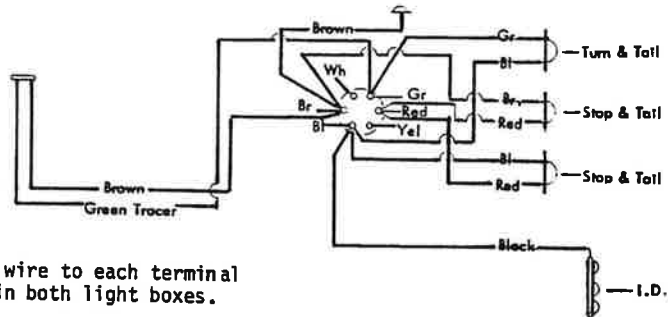 Brown
Gr
Turn & Tail
Bl
Wh
Gr
Br
Red
Bl
Yel
Br.
Stop & Tail
Red
Bl
Stop & Tail
Red
Brown
Green Tracer
Black
I.D.
wire to each terminal
in both light boxes.